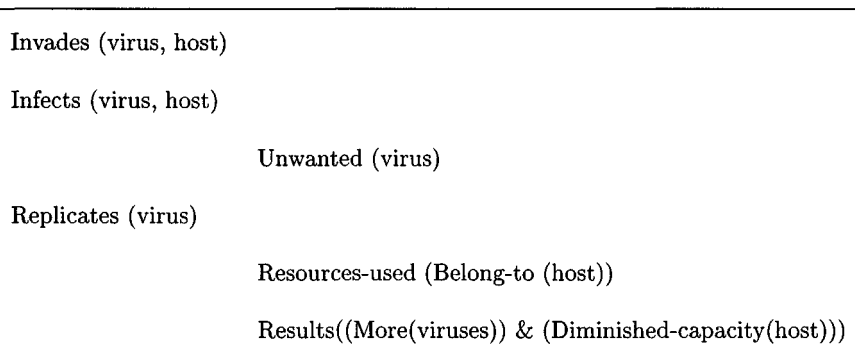 Invades (virus, host)
Infects (virus, host)
Unwanted (virus)
Replicates (virus)
Resources-used (Belong-to (host))
Results((More(viruses)) & (Diminished-capacity(host)))